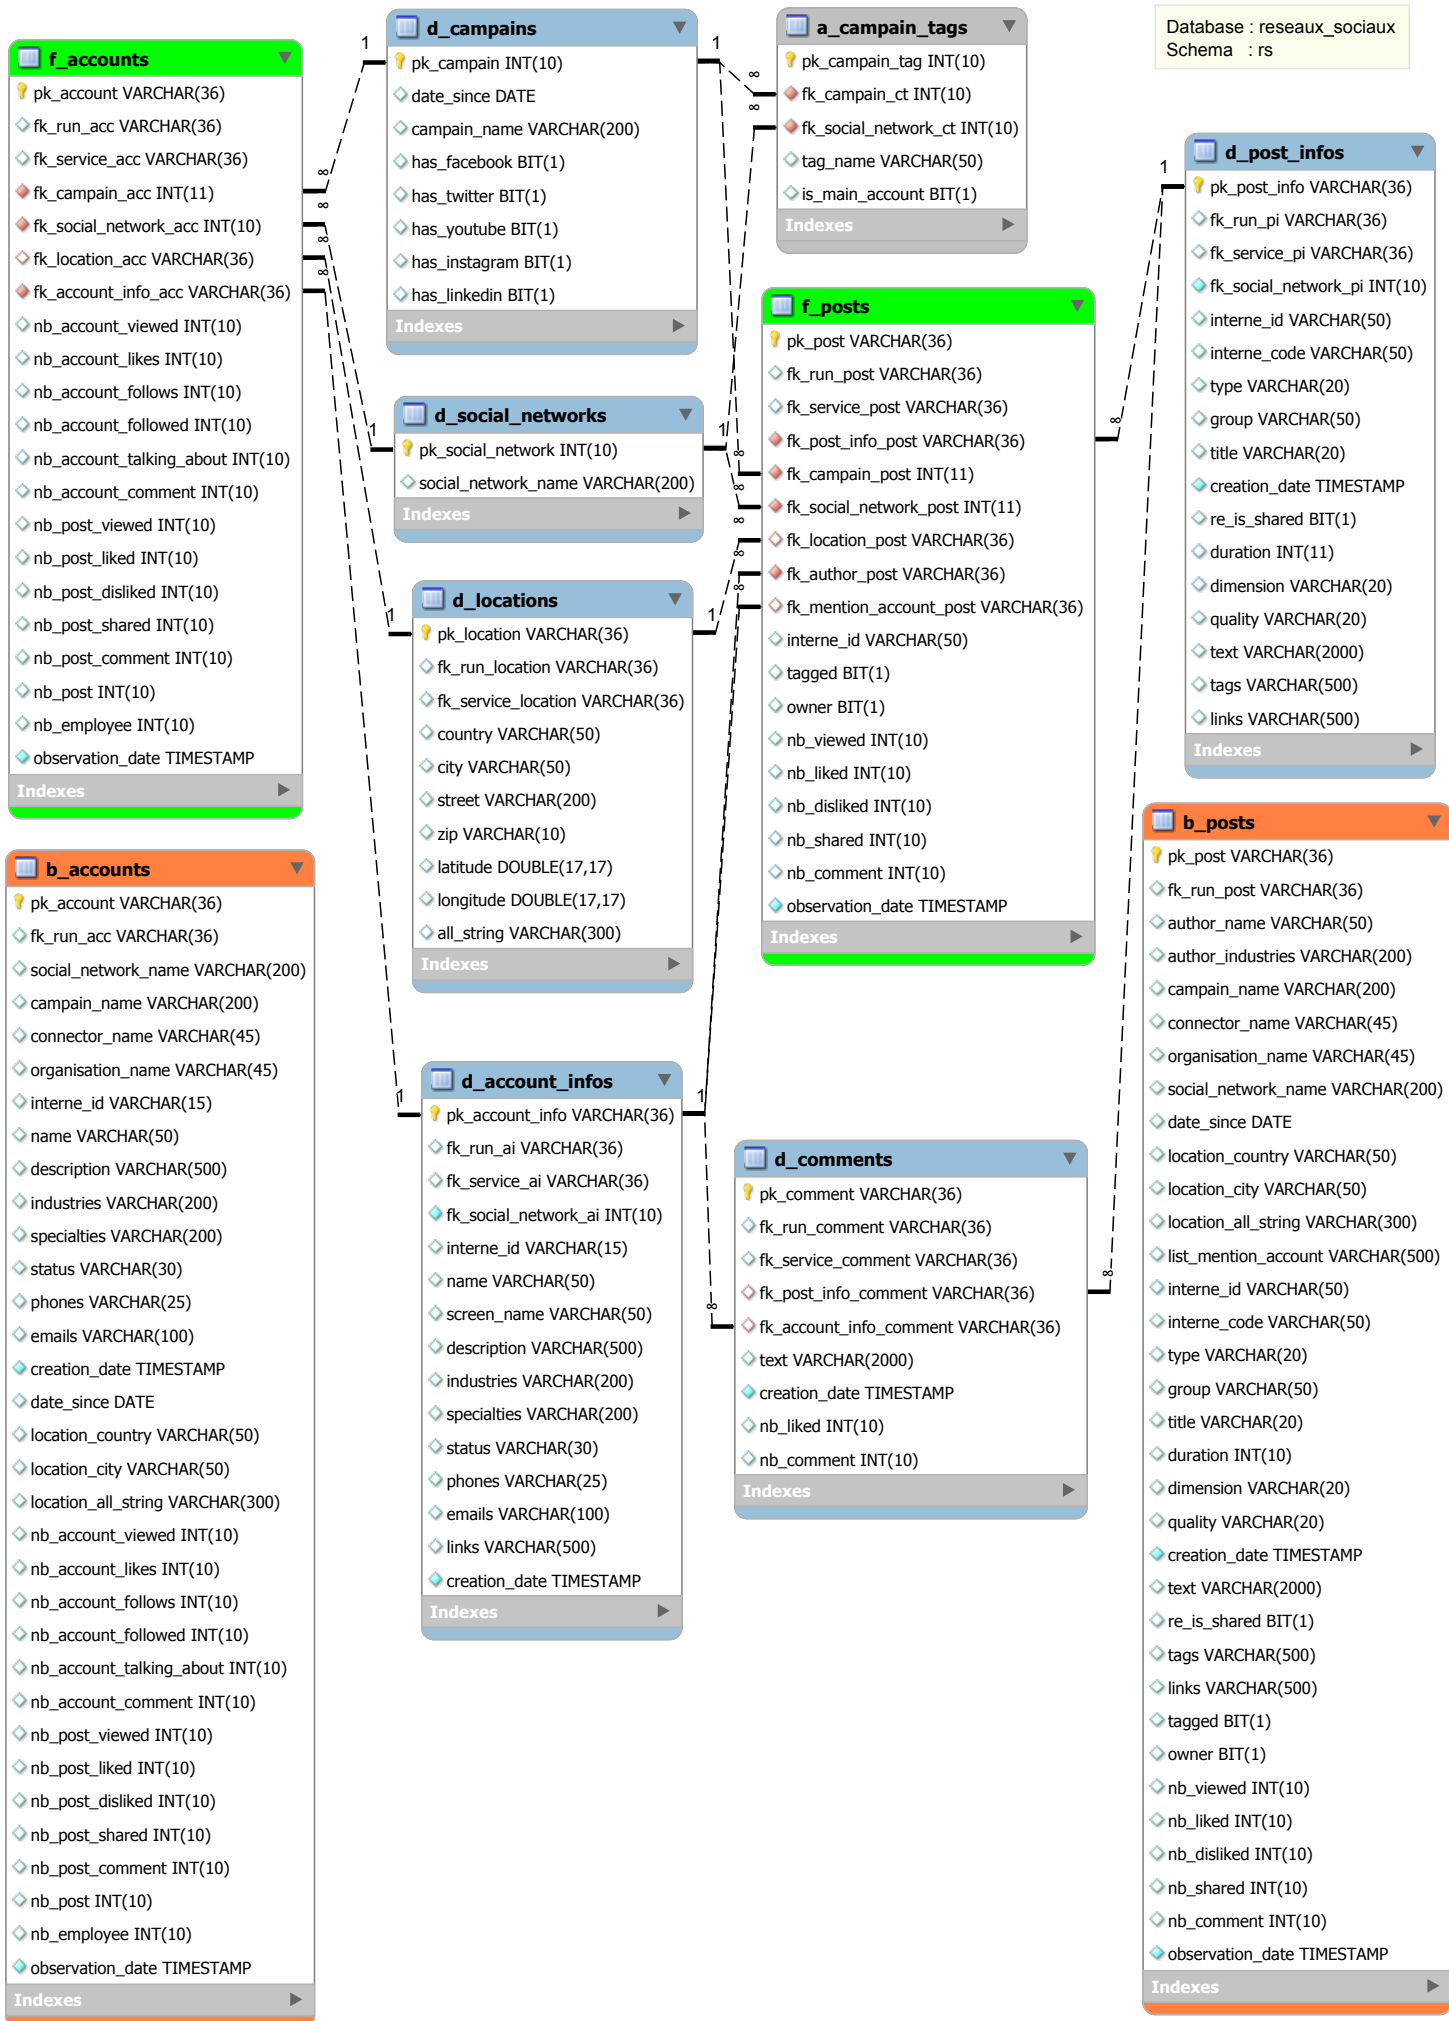 Database : reseaux_sociaux
Schema : rs
f_accounts
pk_account VARCHAR(36)
fk_run_acc VARCHAR(36)
fk_service_acc VARCHAR(36)
fk_campain_acc INT(11)
fk_social_network_acc INT(10)
fk_location_acc VARCHAR(36)
fk_account_info_acc VARCHAR(36)
nb_account_viewed INT(10)
nb_account_likes INT(10)
nb_account_follows INT(10)
nb_account_followed INT(10)
nb_account_talking_about INT(10)
nb_account_comment INT(10)
nb_post_viewed INT(10)
nb_post_liked INT(10)
nb_post_disliked INT(10)
nb_post_shared INT(10)
nb_post_comment INT(10)
nb_post INT(10)
nb_employee INT(10)
observation_date TIMESTAMP
Indexes
b_accounts
pk_account VARCHAR(36)
fk_run_acc VARCHAR(36)
social_network_name VARCHAR(200)
campain_name VARCHAR(200)
connector_name VARCHAR(45)
organisation_name VARCHAR(45)
interne_id VARCHAR(15)
name VARCHAR(50)
description VARCHAR(500)
industries VARCHAR(200)
specialties VARCHAR(200)
status VARCHAR(30)
phones VARCHAR(25)
emails VARCHAR(100)
creation_date TIMESTAMP
date_since DATE
location_country VARCHAR(50)
location_city VARCHAR(50)
location_all_string VARCHAR(300)
nb_account_viewed INT(10)
nb_account_likes INT(10)
nb_account_follows INT(10)
nb_account_followed INT(10)
nb_account_talking_about INT(10)
nb_account_comment INT(10)
nb_post_viewed INT(10)
nb_post_liked INT(10)
nb_post_disliked INT(10)
nb_post_shared INT(10)
nb_post_comment INT(10)
nb_post INT(10)
nb_employee INT(10)
observation_date TIMESTAMP
Indexes
d_campains
pk_campain INT(10)
date_since DATE
campain_name VARCHAR(200)
has_facebook BIT(1)
has_twitter BIT(1)
has_youtube BIT(1)
has_instagram BIT(1)
has_linkedin BIT(1)
Indexes
d_social_networks
pk_social_network INT(10)
social_network_name VARCHAR(200)
Indexes
d_locations
pk_location VARCHAR(36)
fk_run_location VARCHAR(36)
fk_service_location VARCHAR(36)
country VARCHAR(50)
city VARCHAR(50)
street VARCHAR(200)
zip VARCHAR(10)
latitude DOUBLE(17,17)
longitude DOUBLE(17,17)
all_string VARCHAR(300)
Indexes
d_account_infos
pk_account_info VARCHAR(36)
fk_run_ai VARCHAR(36)
fk_service_ai VARCHAR(36)
fk_social_network_ai INT(10)
interne_id VARCHAR(15)
name VARCHAR(50)
screen_name VARCHAR(50)
description VARCHAR(500)
industries VARCHAR(200)
specialties VARCHAR(200)
status VARCHAR(30)
phones VARCHAR(25)
emails VARCHAR(100)
links VARCHAR(500)
creation_date TIMESTAMP
Indexes
a_campain_tags
pk_campain_tag INT(10)
fk_campain_ct INT(10)
fk_social_network_ct INT(10)
tag_name VARCHAR(50)
is_main_account BIT(1)
Indexes
f_posts
pk_post VARCHAR(36)
fk_run_post VARCHAR(36)
fk_service_post VARCHAR(36)
fk_post_info_post VARCHAR(36)
fk_campain_post INT(11)
fk_social_network_post INT(11)
fk_location_post VARCHAR(36)
fk_author_post VARCHAR(36)
fk_mention_account_post VARCHAR(36)
interne_id VARCHAR(50)
tagged BIT(1)
owner BIT(1)
nb_viewed INT(10)
nb_liked INT(10)
nb_disliked INT(10)
nb_shared INT(10)
nb_comment INT(10)
observation_date TIMESTAMP
Indexes
d_comments
pk_comment VARCHAR(36)
fk_run_comment VARCHAR(36)
fk_service_comment VARCHAR(36)
fk_post_info_comment VARCHAR(36)
fk_account_info_comment VARCHAR(36)
text VARCHAR(2000)
creation_date TIMESTAMP
nb_liked INT(10)
nb_comment INT(10)
Indexes
d_post_infos
pk_post_info VARCHAR(36)
fk_run_pi VARCHAR(36)
fk_service_pi VARCHAR(36)
fk_social_network_pi INT(10)
interne_id VARCHAR(50)
interne_code VARCHAR(50)
type VARCHAR(20)
group VARCHAR(50)
title VARCHAR(20)
creation_date TIMESTAMP
re_is_shared BIT(1)
duration INT(11)
dimension VARCHAR(20)
quality VARCHAR(20)
text VARCHAR(2000)
tags VARCHAR(500)
links VARCHAR(500)
Indexes
b_posts
pk_post VARCHAR(36)
fk_run_post VARCHAR(36)
author_name VARCHAR(50)
author_industries VARCHAR(200)
campain_name VARCHAR(200)
connector_name VARCHAR(45)
organisation_name VARCHAR(45)
social_network_name VARCHAR(200)
date_since DATE
location_country VARCHAR(50)
location_city VARCHAR(50)
location_all_string VARCHAR(300)
list_mention_account VARCHAR(500)
interne_id VARCHAR(50)
interne_code VARCHAR(50)
type VARCHAR(20)
group VARCHAR(50)
title VARCHAR(20)
duration INT(10)
dimension VARCHAR(20)
quality VARCHAR(20)
creation_date TIMESTAMP
text VARCHAR(2000)
re_is_shared BIT(1)
tags VARCHAR(500)
links VARCHAR(500)
tagged BIT(1)
owner BIT(1)
nb_viewed INT(10)
nb_liked INT(10)
nb_disliked INT(10)
nb_shared INT(10)
nb_comment INT(10)
observation_date TIMESTAMP
Indexes
1
∞
1
∞
1
∞
1
∞
1
∞
∞
1
∞
∞
1
∞
1
∞
∞
∞
1
∞
∞